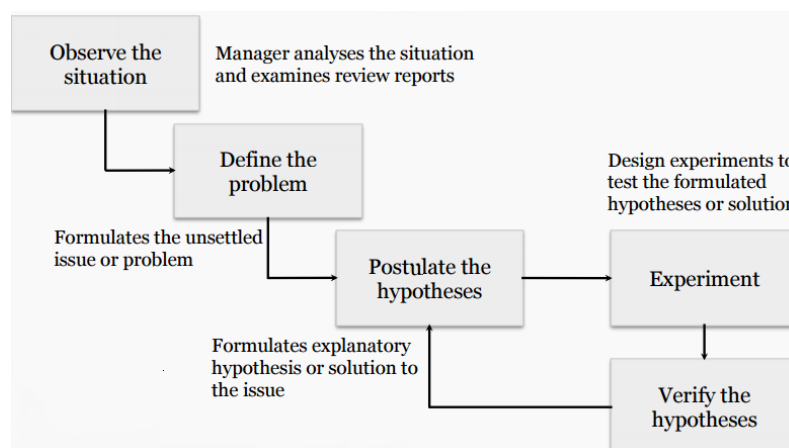 Observe the
situation
Manager analyses the situation
and examines review reports
Define the
problem
Formulates the unsettled
issue or problem
Design experiments to
test the formulated
hypotheses or solution
Postulate the
hypotheses
Experiment
Formulates explanatory
hypothesis or solution to
the issue
Verify the
hypotheses